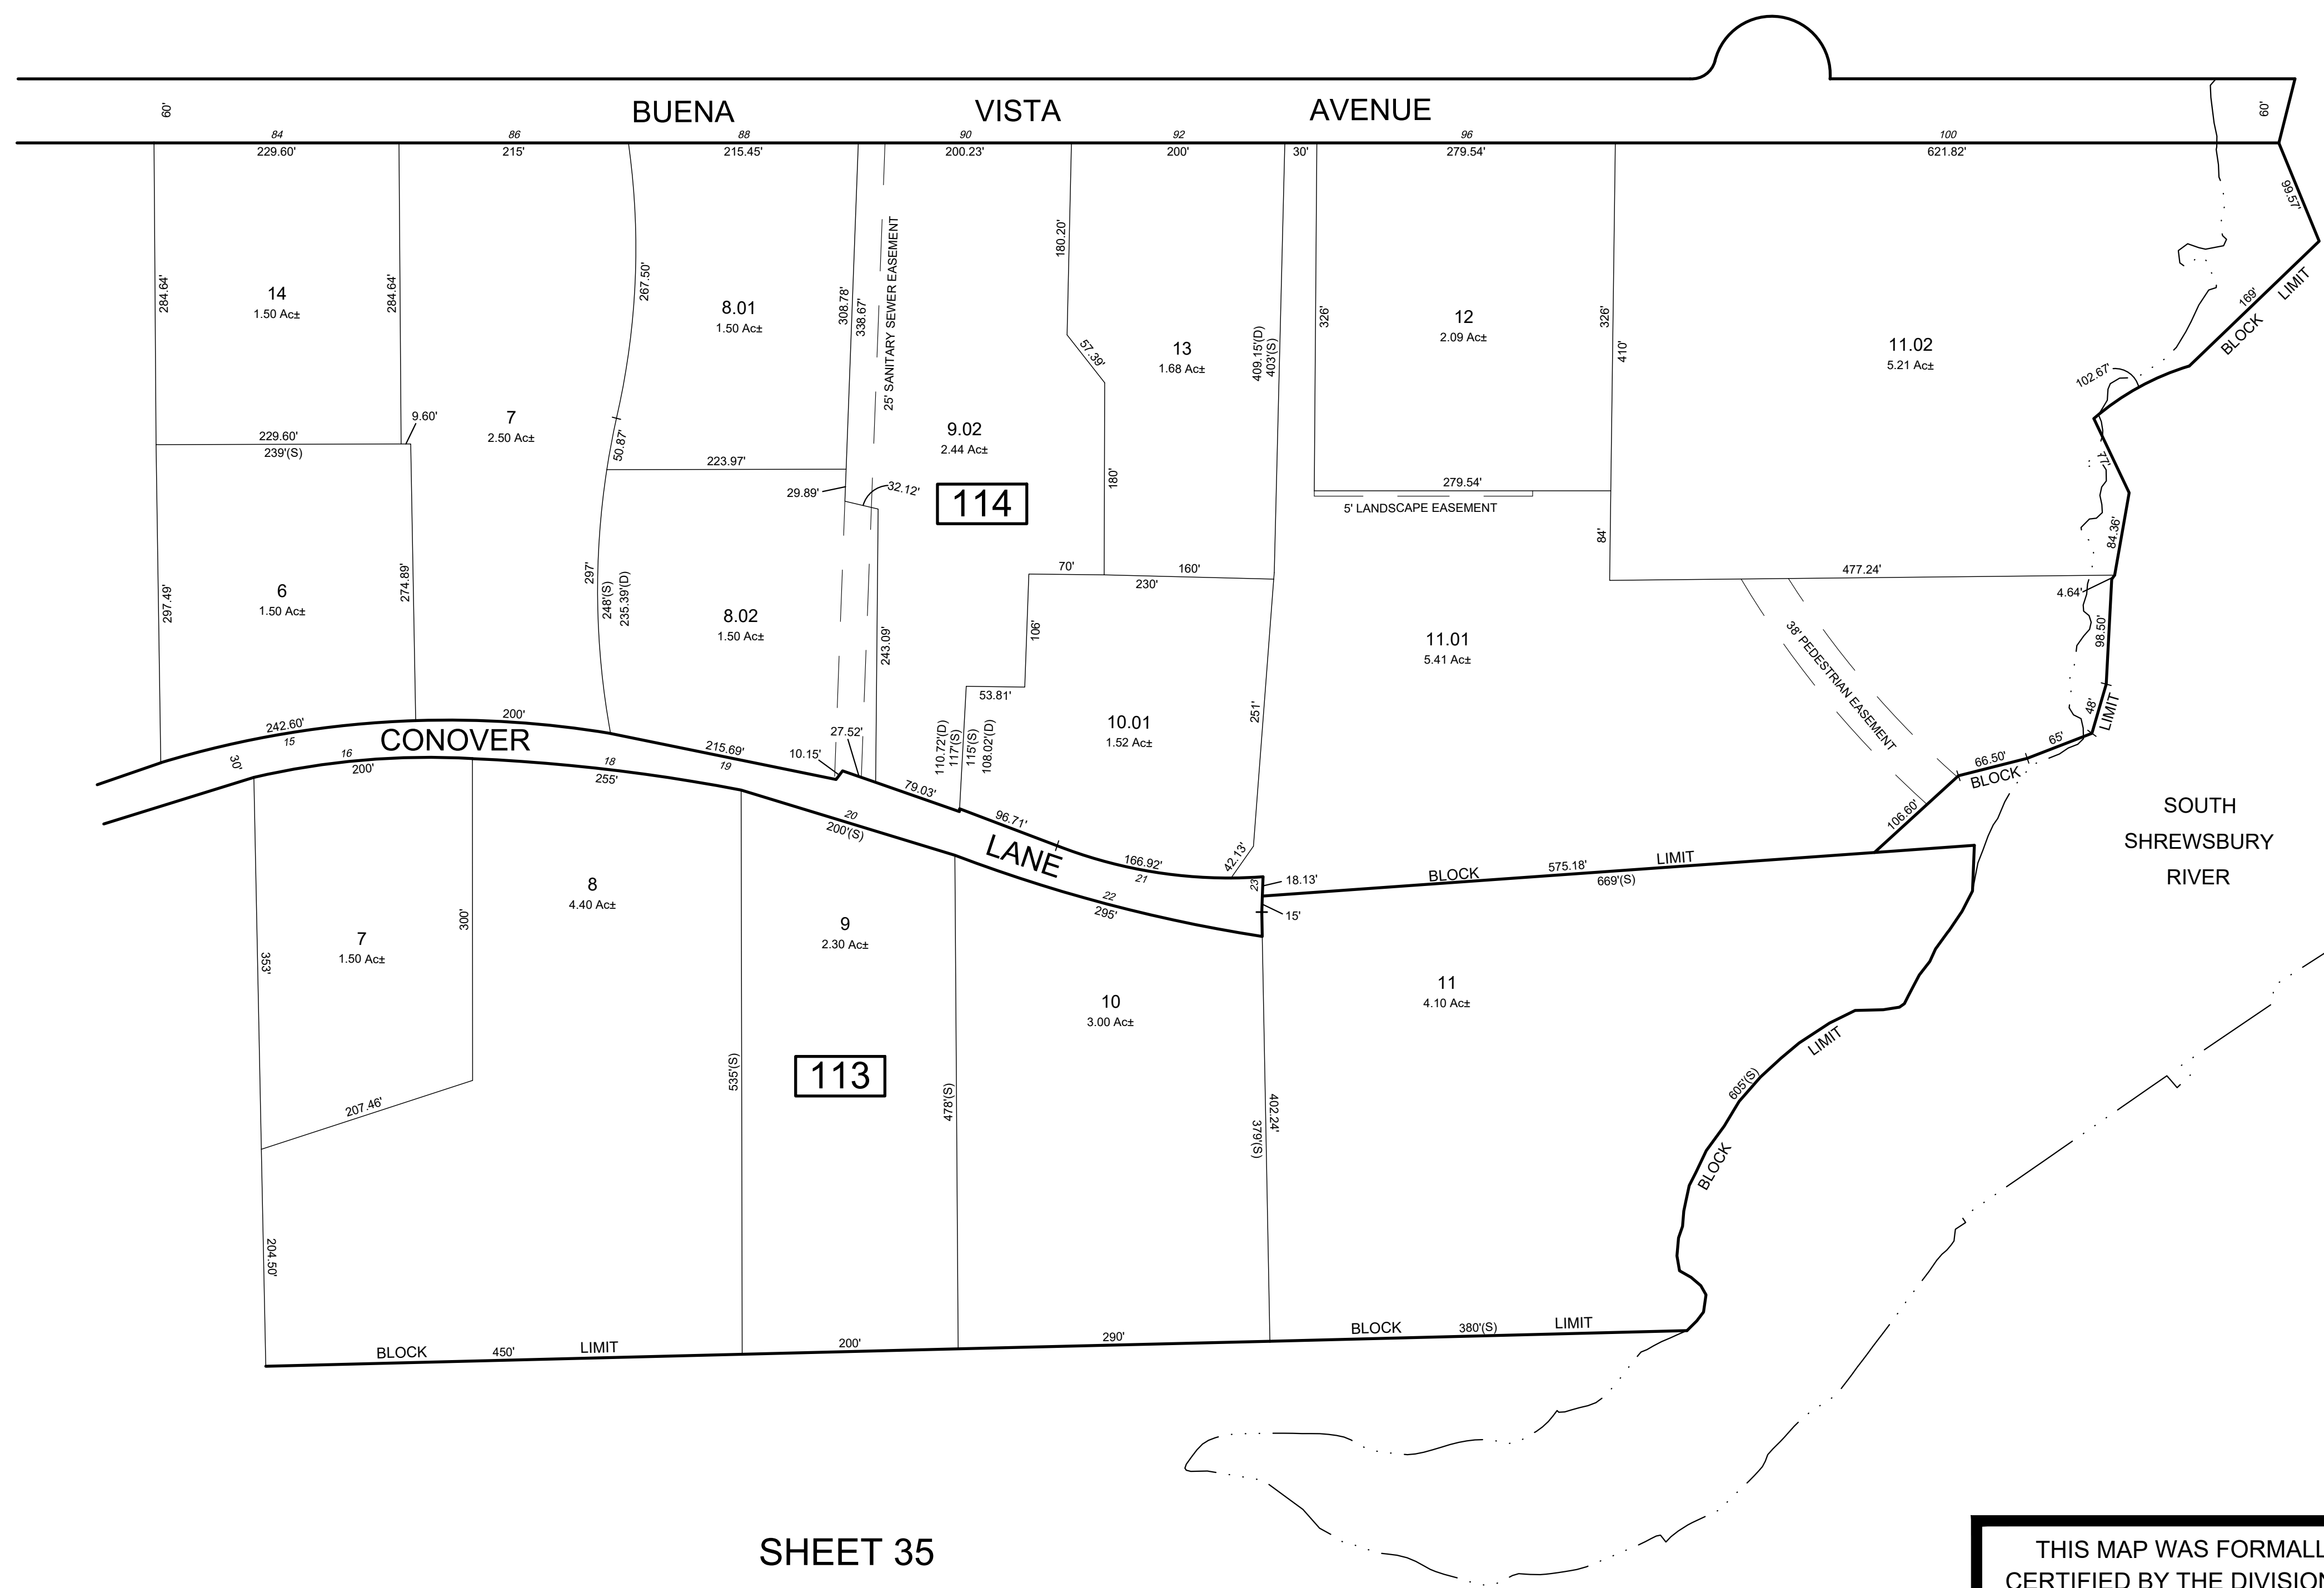 60'
BUENA VISTA AVENUE
60'
84
86
88
90
92
96
100
229.60'
215'
215.45'
200.23'
200'
30'
279.54'
621.82'
99.57'
284.64'
14
1.50 Ac±
284.64'
267.50'
8.01
1.50 Ac±
308.78'
338.67'
25' SANITARY SEWER EASEMENT
180.20'
57.39'
13
1.68 Ac±
409.15'(D)
403'(S)
326'
12
2.09 Ac±
326'
410'
11.02
5.21 Ac±
169'
BLOCK LIMIT
102.67'
9.60'
7
2.50 Ac±
229.60'
239'(S)
50.87'
223.97'
9.02
2.44 Ac±
29.89'
32.12'
114
180'
279.54'
5' LANDSCAPE EASEMENT
77'
84'
84.36'
70'
160'
230'
477.24'
4.64'
297.49'
6
1.50 Ac±
274.89'
297'
248'(S)
235.39'(D)
8.02
1.50 Ac±
243.09'
106'
53.81'
11.01
5.41 Ac±
38' PEDESTRIAN EASEMENT
98.50'
48'
LIMIT
65'
66.50'
BLOCK
106.60'
242.60'
15
200'
CONOVER
30'
16
200'
18
255'
215.69'
19
10.15'
27.52'
110.72'(D)
117'(S)
115'(S)
108.02'(D)
10.01
1.52 Ac±
251'
79.03'
20
200'(S)
96.71'
LANE
166.92'
21
42.13'
22
295'
23
18.13'
15'
BLOCK
575.18'
LIMIT
669'(S)
SOUTH
SHREWSBURY
RIVER
353'
7
1.50 Ac±
300'
8
4.40 Ac±
9
2.30 Ac±
10
3.00 Ac±
11
4.10 Ac±
207.46'
535'(S)
113
478'(S)
402.24'
379'(S)
LIMIT
605'(S)
BLOCK
204.50'
BLOCK
450'
LIMIT
200'
290'
BLOCK
380'(S)
LIMIT
SHEET 35
THIS MAP WAS FORMALL
CERTIFIED BY THE DIVISION